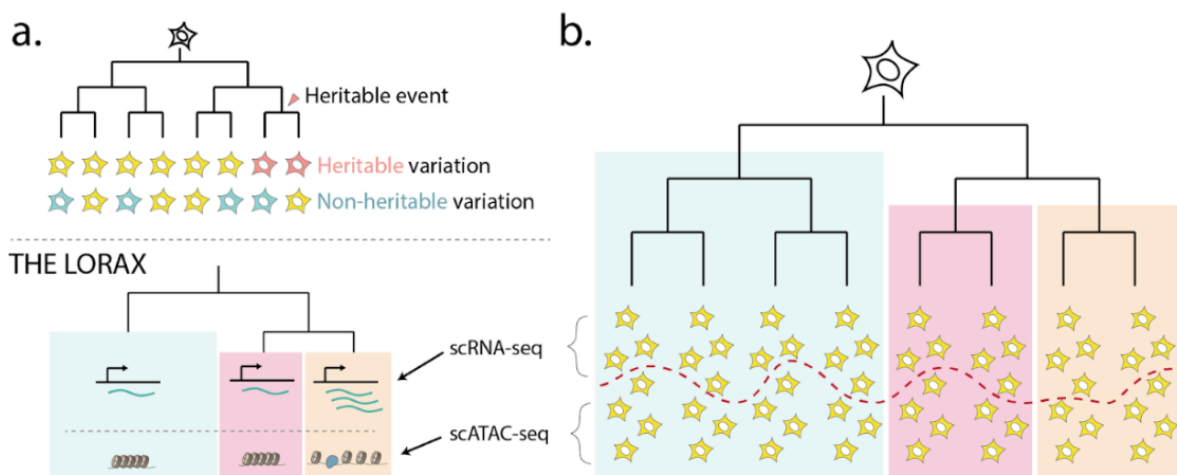 a.
Heritable event
Heritable variation
Non-heritable variation
THE LORAX
scRNA-seq
scATAC-seq
b.